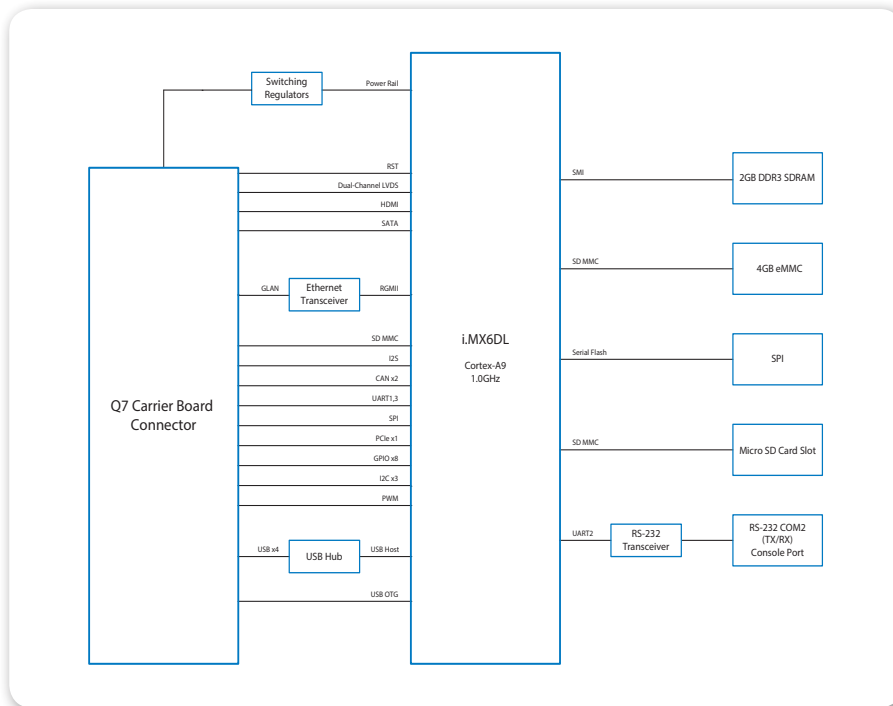 Switching
Regulators
Power Rail
RST
Dual-Channel LVDS
HDMI
SATA
GLAN
Ethernet
Transceiver
RGMII
SD MMC
I2S
CAN x2
UART1,3
SPI
PCIe x1
GPIO x8
I2C x3
PWM
USB x4
USB Hub
USB Host
USB OTG
Q7 Carrier Board
Connector
i.MX6DL
Cortex-A9
1.0GHz
SMI
2GB DDR3 SDRAM
SD MMC
4GB eMMC
Serial Flash
SPI
SD MMC
Micro SD Card Slot
UART2
RS-232
Transceiver
RS-232 COM2
(TX/RX)
Console Port